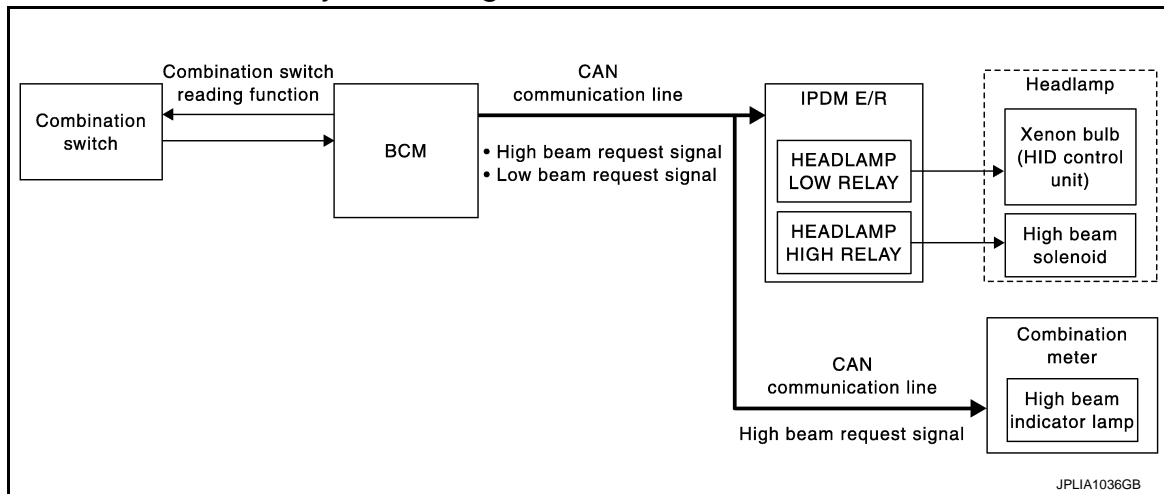 Combination switch
reading function
Combination
switch
BCM
CAN
communication line
• High beam request signal
• Low beam request signal
IPDM E/R
HEADLAMP
LOW RELAY
HEADLAMP
HIGH RELAY
Headlamp
Xenon bulb
(HID control
unit)
High beam
solenoid
CAN
communication line
High beam request signal
Combination
meter
High beam
indicator lamp
JPLIA1036GB